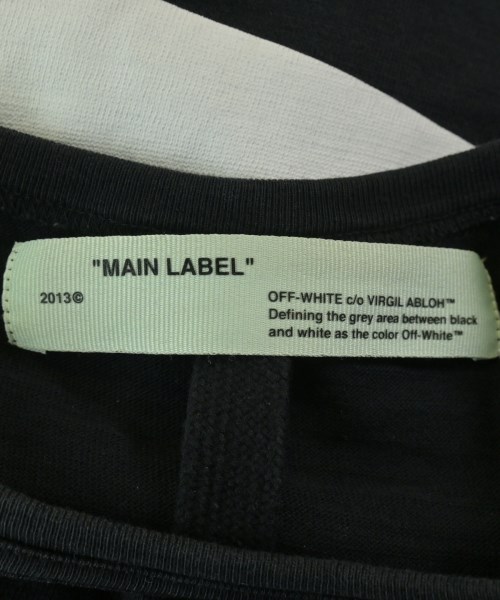 "MAIN LABEL"
2013©
OFF-WHITE c/o VIRGIL ABLOH™
Defining the grey area between black
and white as the color Off-White™